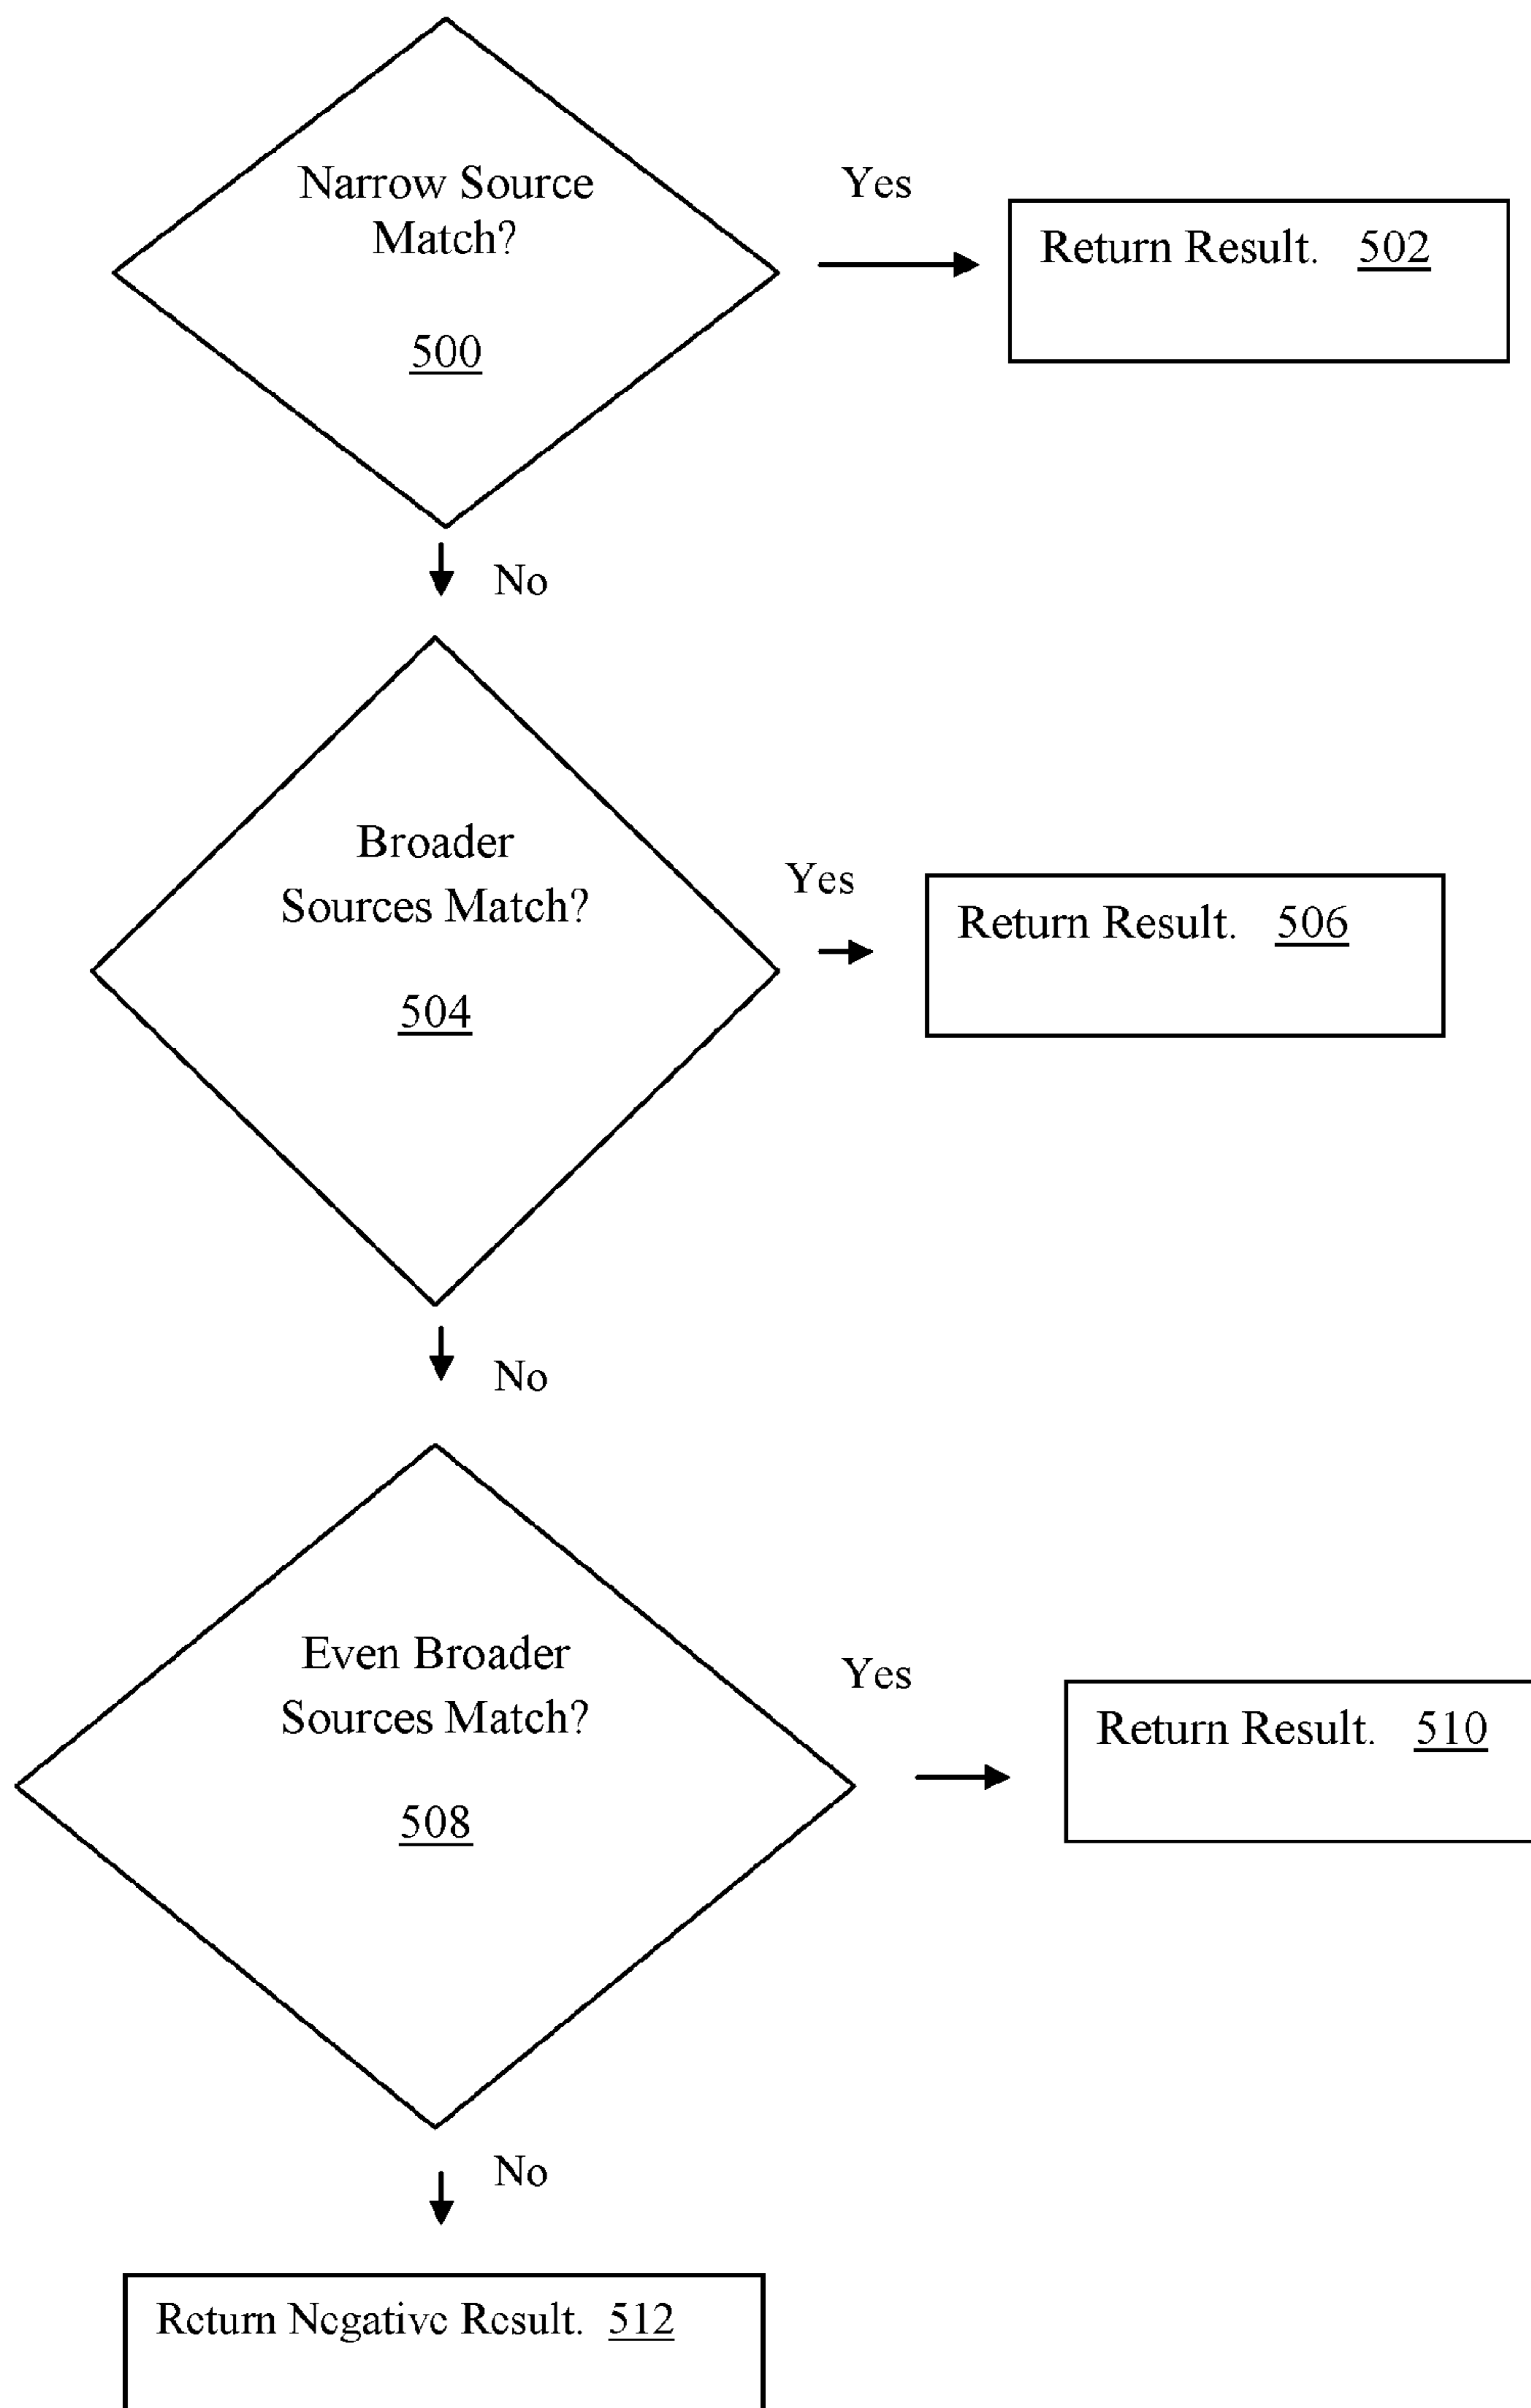 Narrow Source
Match?
500
Yes
Return Result. 502
No
Broader
Sources Match?
504
Yes
Return Result. 506
No
Even Broader
Sources Match?
508
Yes
Return Result. 510
No
Return Negative Result. 512